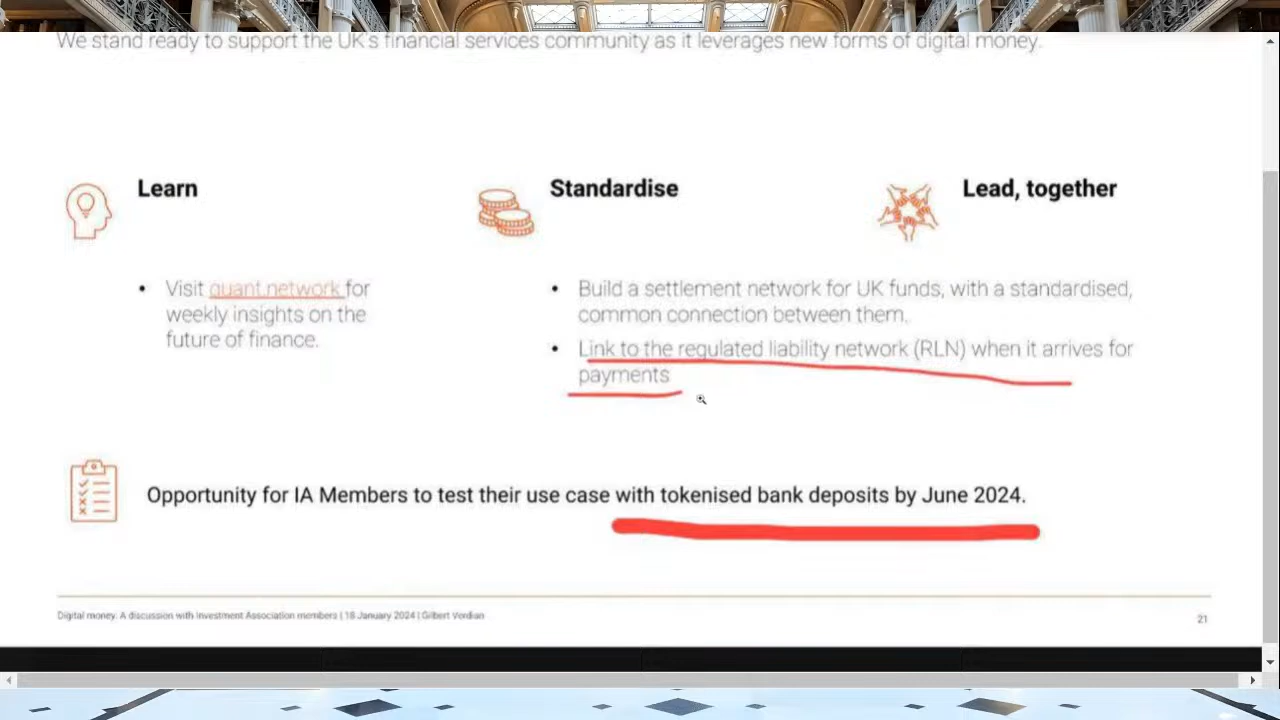 We stand ready to support the UK's financial services community as it leverages new forms of digital money.
Learn
Standardise
Lead, together
Visit quant.network for
weekly insights on the
future of finance.
Build a settlement network for UK funds, with a standardised,
common connection between them.
Link to the regulated liability network (RLN) when it arrives for
payments
Opportunity for IA Members to test their use case with tokenised bank deposits by June 2024.
Digital money: A discussion with Investment Association members | 18 January 2024 | Gilbert Verdian
21